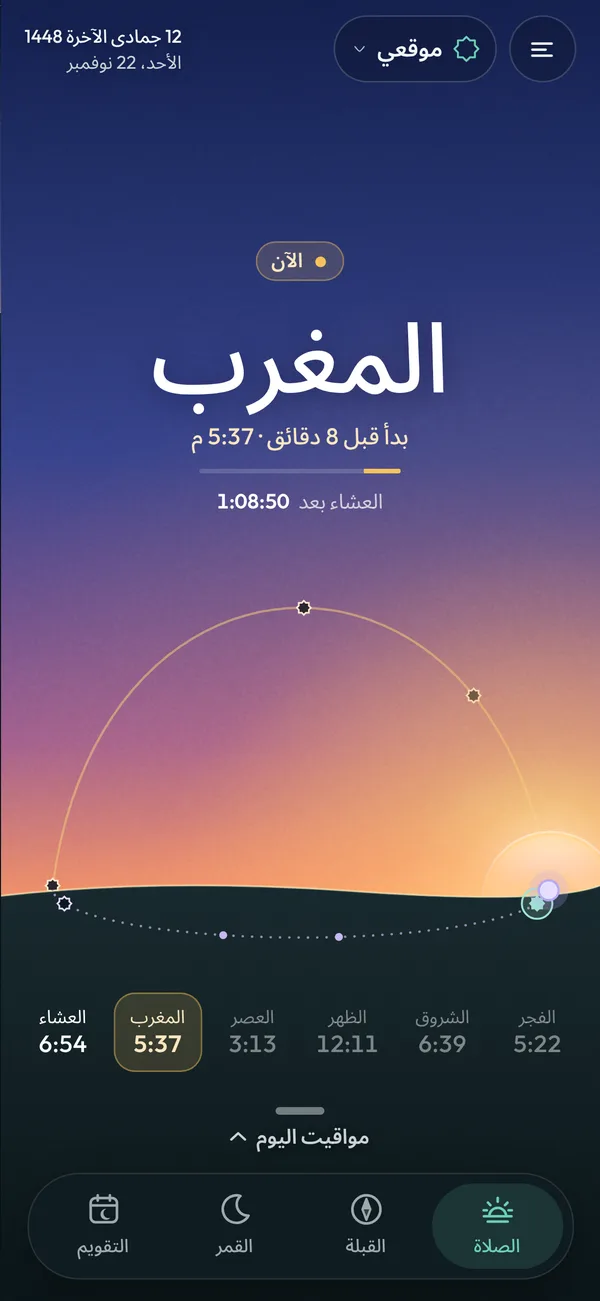 موقعي
12 جمادى الآخرة 1448
الأحد، 22 نوفمبر
الآن
المغرب
بدأ قبل 8 دقائق · 5:37 م
العشاء بعد 1:08:50
الفجر الشروق الظهر العصر المغرب العشاء
5:22 6:39 12:11 3:13 5:37 6:54
مواقيت اليوم
الصلاة القبلة القمر التقويم